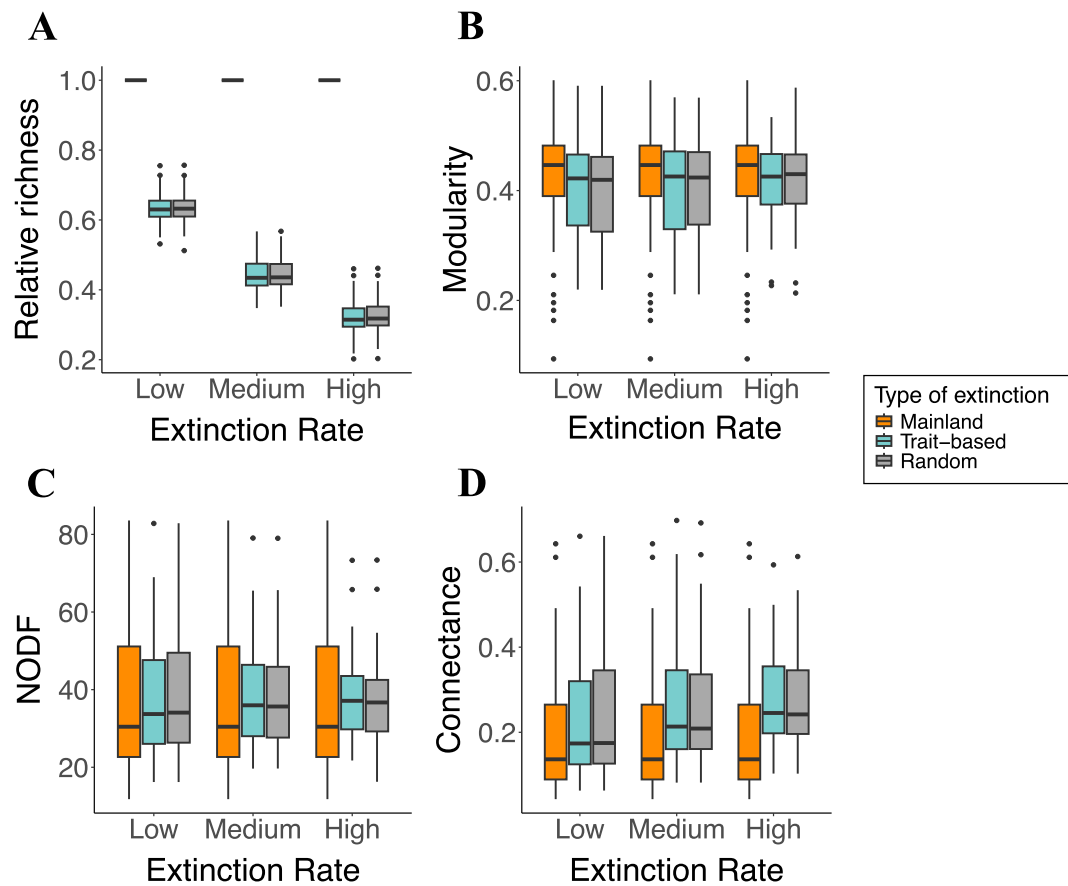 A
Relative richness
1.0
0.8
0.6
0.4
0.2
Low Medium High
Extinction Rate
B
Modularity
0.6
0.4
0.2
Low Medium High
Extinction Rate
Type of extinction
Mainland
Trait−based
Random
C
NODF
80
60
40
20
Low Medium High
Extinction Rate
D
Connectance
0.6
0.4
0.2
Low Medium High
Extinction Rate